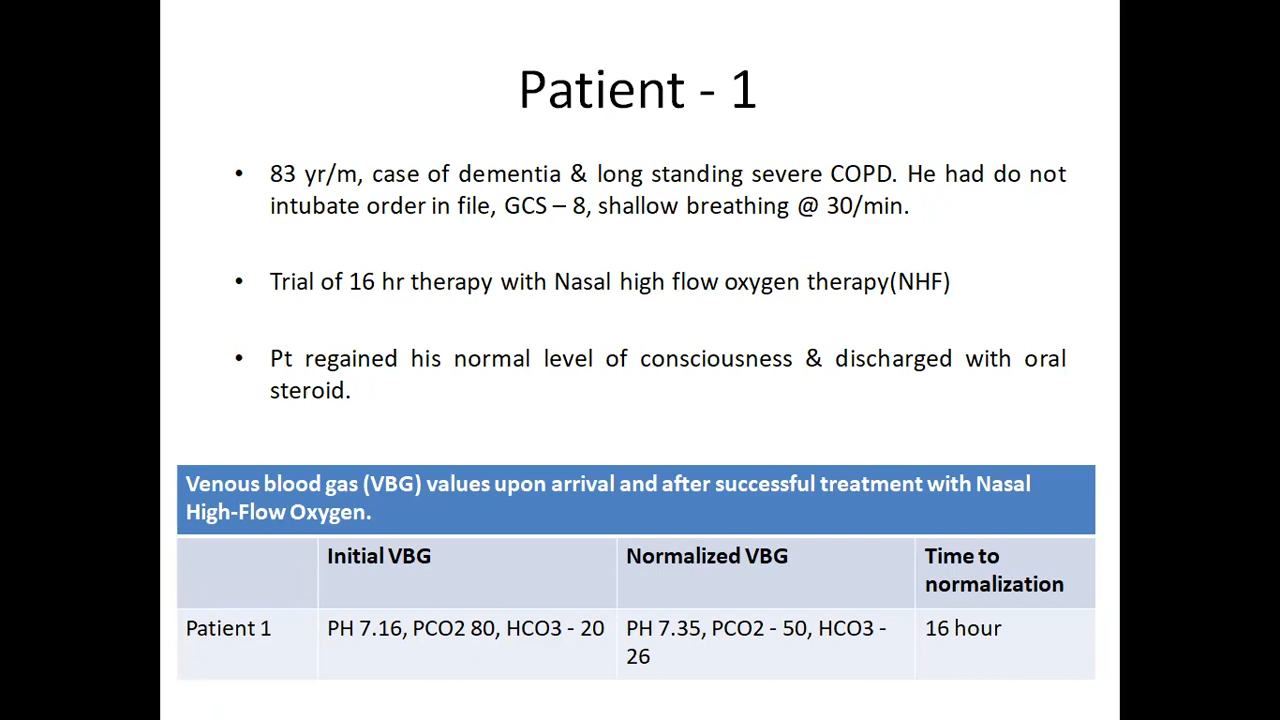 Patient - 1
• 83 yr/m, case of dementia & long standing severe COPD. He had do not
intubate order in file, GCS – 8, shallow breathing @ 30/min.
• Trial of 16 hr therapy with Nasal high flow oxygen therapy(NHF)
• Pt regained his normal level of consciousness & discharged with oral
steroid.
Venous blood gas (VBG) values upon arrival and after successful treatment with Nasal
High-Flow Oxygen.
Initial VBG
Normalized VBG
Time to
normalization
Patient 1
PH 7.16, PCO2 80, HCO3 - 20
PH 7.35, PCO2 - 50, HCO3 -
26
16 hour